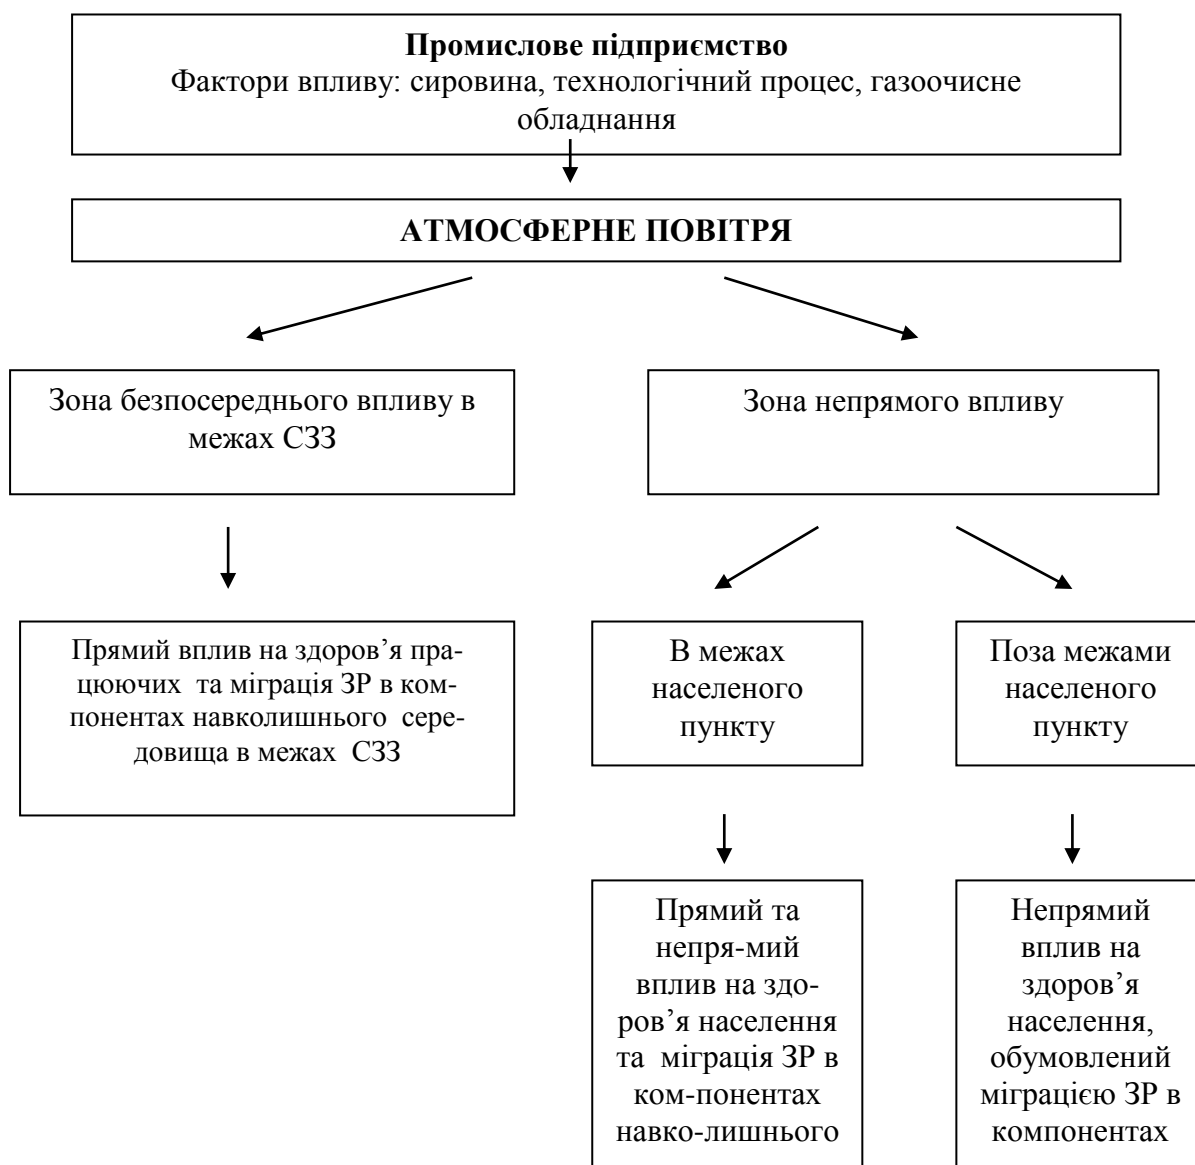 Промислове підприємство
Фактори впливу: сировина, технологічний процес, газоочисне
обладнання
АТМОСФЕРНЕ ПОВІТРЯ
Зона безпосереднього впливу в
межах СЗЗ
Зона непрямого впливу
Прямий вплив на здоров’я пра-
цюючих та міграція ЗР в ком-
понентах навколишнього сере-
довища в межах СЗЗ
В межах
населеного
пункту
Поза межами
населеного
пункту
Прямий та
непря-мий
вплив на здо-
ров’я населення
та міграція ЗР в
ком-понентах
навко-лишнього
Непрямий
вплив на
здоров’я
населення,
обумовлений
міграцією ЗР в
компонентах